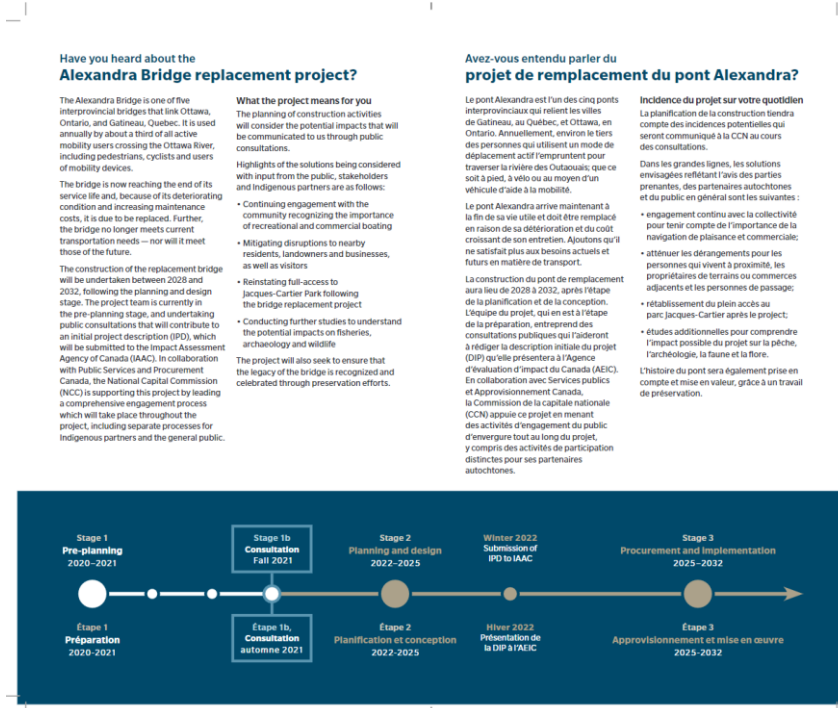 Have you heard about the
Alexandra Bridge replacement project?
The Alexandra Bridge is one of five
interprovincial bridges that link Ottawa,
Ontario, and Gatineau, Quebec. It is used
annually by about a third of all active
mobility users crossing the Ottawa River,
including pedestrians, cyclists and users
of mobility devices.
The bridge is now reaching the end of its
service life and, because of its deteriorating
condition and increasing maintenance
costs, it is due to be replaced. Further,
the bridge no longer meets current
transportation needs — nor will it meet
those of the future.
The construction of the replacement bridge
will be undertaken between 2028 and
2032, following the planning and design
stage. The project team is currently in
the pre-planning stage, and undertaking
public consultations that will contribute to
an initial project description (IPD), which
will be submitted to the Impact Assessment
Agency of Canada (IAAC). In collaboration
with Public Services and Procurement
Canada, the National Capital Commission
(NCC) is supporting this project by leading
a comprehensive engagement process
which will take place throughout the
project, including separate processes for
Indigenous partners and the general public.
What the project means for you
The planning of construction activities
will consider the potential impacts that will
be communicated to us through public
consultations.
Highlights of the solutions being considered
with input from the public, stakeholders
and Indigenous partners are as follows:
• Continuing engagement with the
community recognizing the importance
of recreational and commercial boating
• Mitigating disruptions to nearby
residents, landowners and businesses,
as well as visitors
• Reinstating full-access to
Jacques-Cartier Park following
the bridge replacement project
• Conducting further studies to understand
the potential impacts on fisheries,
archaeology and wildlife
The project will also seek to ensure that
the legacy of the bridge is recognized and
celebrated through preservation efforts.
Avez-vous entendu parler du
projet de remplacement du pont Alexandra?
Le pont Alexandra est l'un des cinq ponts
interprovinciaux qui relient les villes
de Gatineau, au Québec, et Ottawa, en
Ontario. Annuellement, environ le tiers
des personnes qui utilisent un mode de
déplacement actif l'empruntent pour
traverser la rivière des Outaouais; que ce
soit à pied, à vélo ou au moyen d'un
véhicule d'aide à la mobilité.
Le pont Alexandra arrive maintenant à
la fin de sa vie utile et doit être remplacé
en raison de sa détérioration et du coût
croissant de son entretien. Ajoutons qu'il
ne satisfait plus aux besoins actuels et
futurs en matière de transport.
La construction du pont de remplacement
aura lieu de 2028 à 2032, après l'étape
de la planification et de la conception.
L'équipe du projet, qui en est à l'étape
de la préparation, entreprend des
consultations publiques qui l'aideront
à rédiger la description initiale du projet
(DIP) qu'elle présentera à l'Agence
d'évaluation d'impact du Canada (AEIC).
En collaboration avec Services publics
et Approvisionnement Canada,
la Commission de la capitale nationale
(CCN) appuie ce projet en menant
des activités d'engagement du public
d'envergure tout au long du projet,
y compris des activités de participation
distinctes pour ses partenaires
autochtones.
Incidence du projet sur votre quotidien
La planification de la construction tiendra
compte des incidences potentielles qui
seront communiqué à la CCN au cours
des consultations.
Dans les grandes lignes, les solutions
envisagées reflétant l'avis des parties
prenantes, des partenaires autochtones
et du public en général sont les suivantes :
• engagement continu avec la collectivité
pour tenir compte de l'importance de la
navigation de plaisance et commerciale;
• atténuer les dérangements pour les
personnes qui vivent à proximité, les
propriétaires de terrains ou commerces
adjacents et les personnes de passage;
• rétablissement du plein accès au
parc Jacques-Cartier après le projet;
• études additionnelles pour comprendre
l'impact possible du projet sur la pêche,
l'archéologie, la faune et la flore.
L'histoire du pont sera également prise en
compte et mise en valeur, grâce à un travail
de préservation.
Stage 1
Pre-planning
2020–2021
Stage 1b
Consultation
Fall 2021
Stage 2
Planning and design
2022–2025
Winter 2022
Submission of
IPD to IAAC
Stage 3
Procurement and implementation
2025–2032
Étape 1
Préparation
2020-2021
Étape 1b,
Consultation
automne 2021
Étape 2
Planification et conception
2022-2025
Hiver 2022
Présentation de
la DIP à l'AEIC
Étape 3
Approvisionnement et mise en œuvre
2025-2032